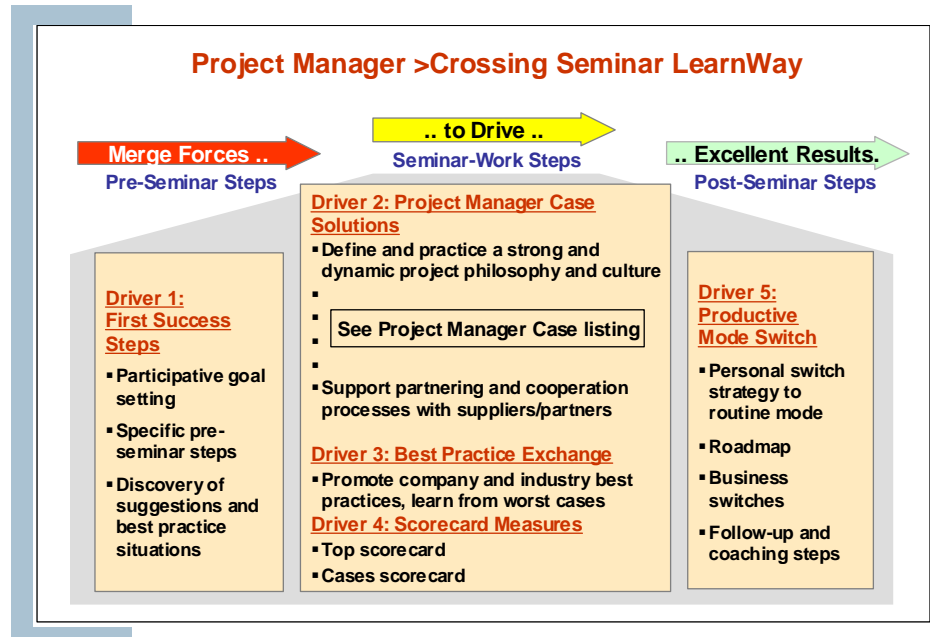 Project Manager >Crossing Seminar LearnWay
Merge Forces ..
Pre-Seminar Steps
.. to Drive ..
Seminar-Work Steps
.. Excellent Results.
Post-Seminar Steps
Driver 1:
First Success
Steps
▪ Participative goal
setting
▪ Specific pre-
seminar steps
▪ Discovery of
suggestions and
best practice
situations
Driver 2: Project Manager Case
Solutions
▪ Define and practice a strong and
dynamic project philosophy and culture
▪
▪
See Project Manager Case listing
▪
▪
▪ Support partnering and cooperation
processes with suppliers/partners
Driver 3: Best Practice Exchange
▪ Promote company and industry best
practices, learn from worst cases
Driver 4: Scorecard Measures
▪ Top scorecard
▪ Cases scorecard
Driver 5:
Productive
Mode Switch
▪ Personal switch
strategy to
routine mode
▪ Roadmap
▪ Business
switches
▪ Follow-up and
coaching steps